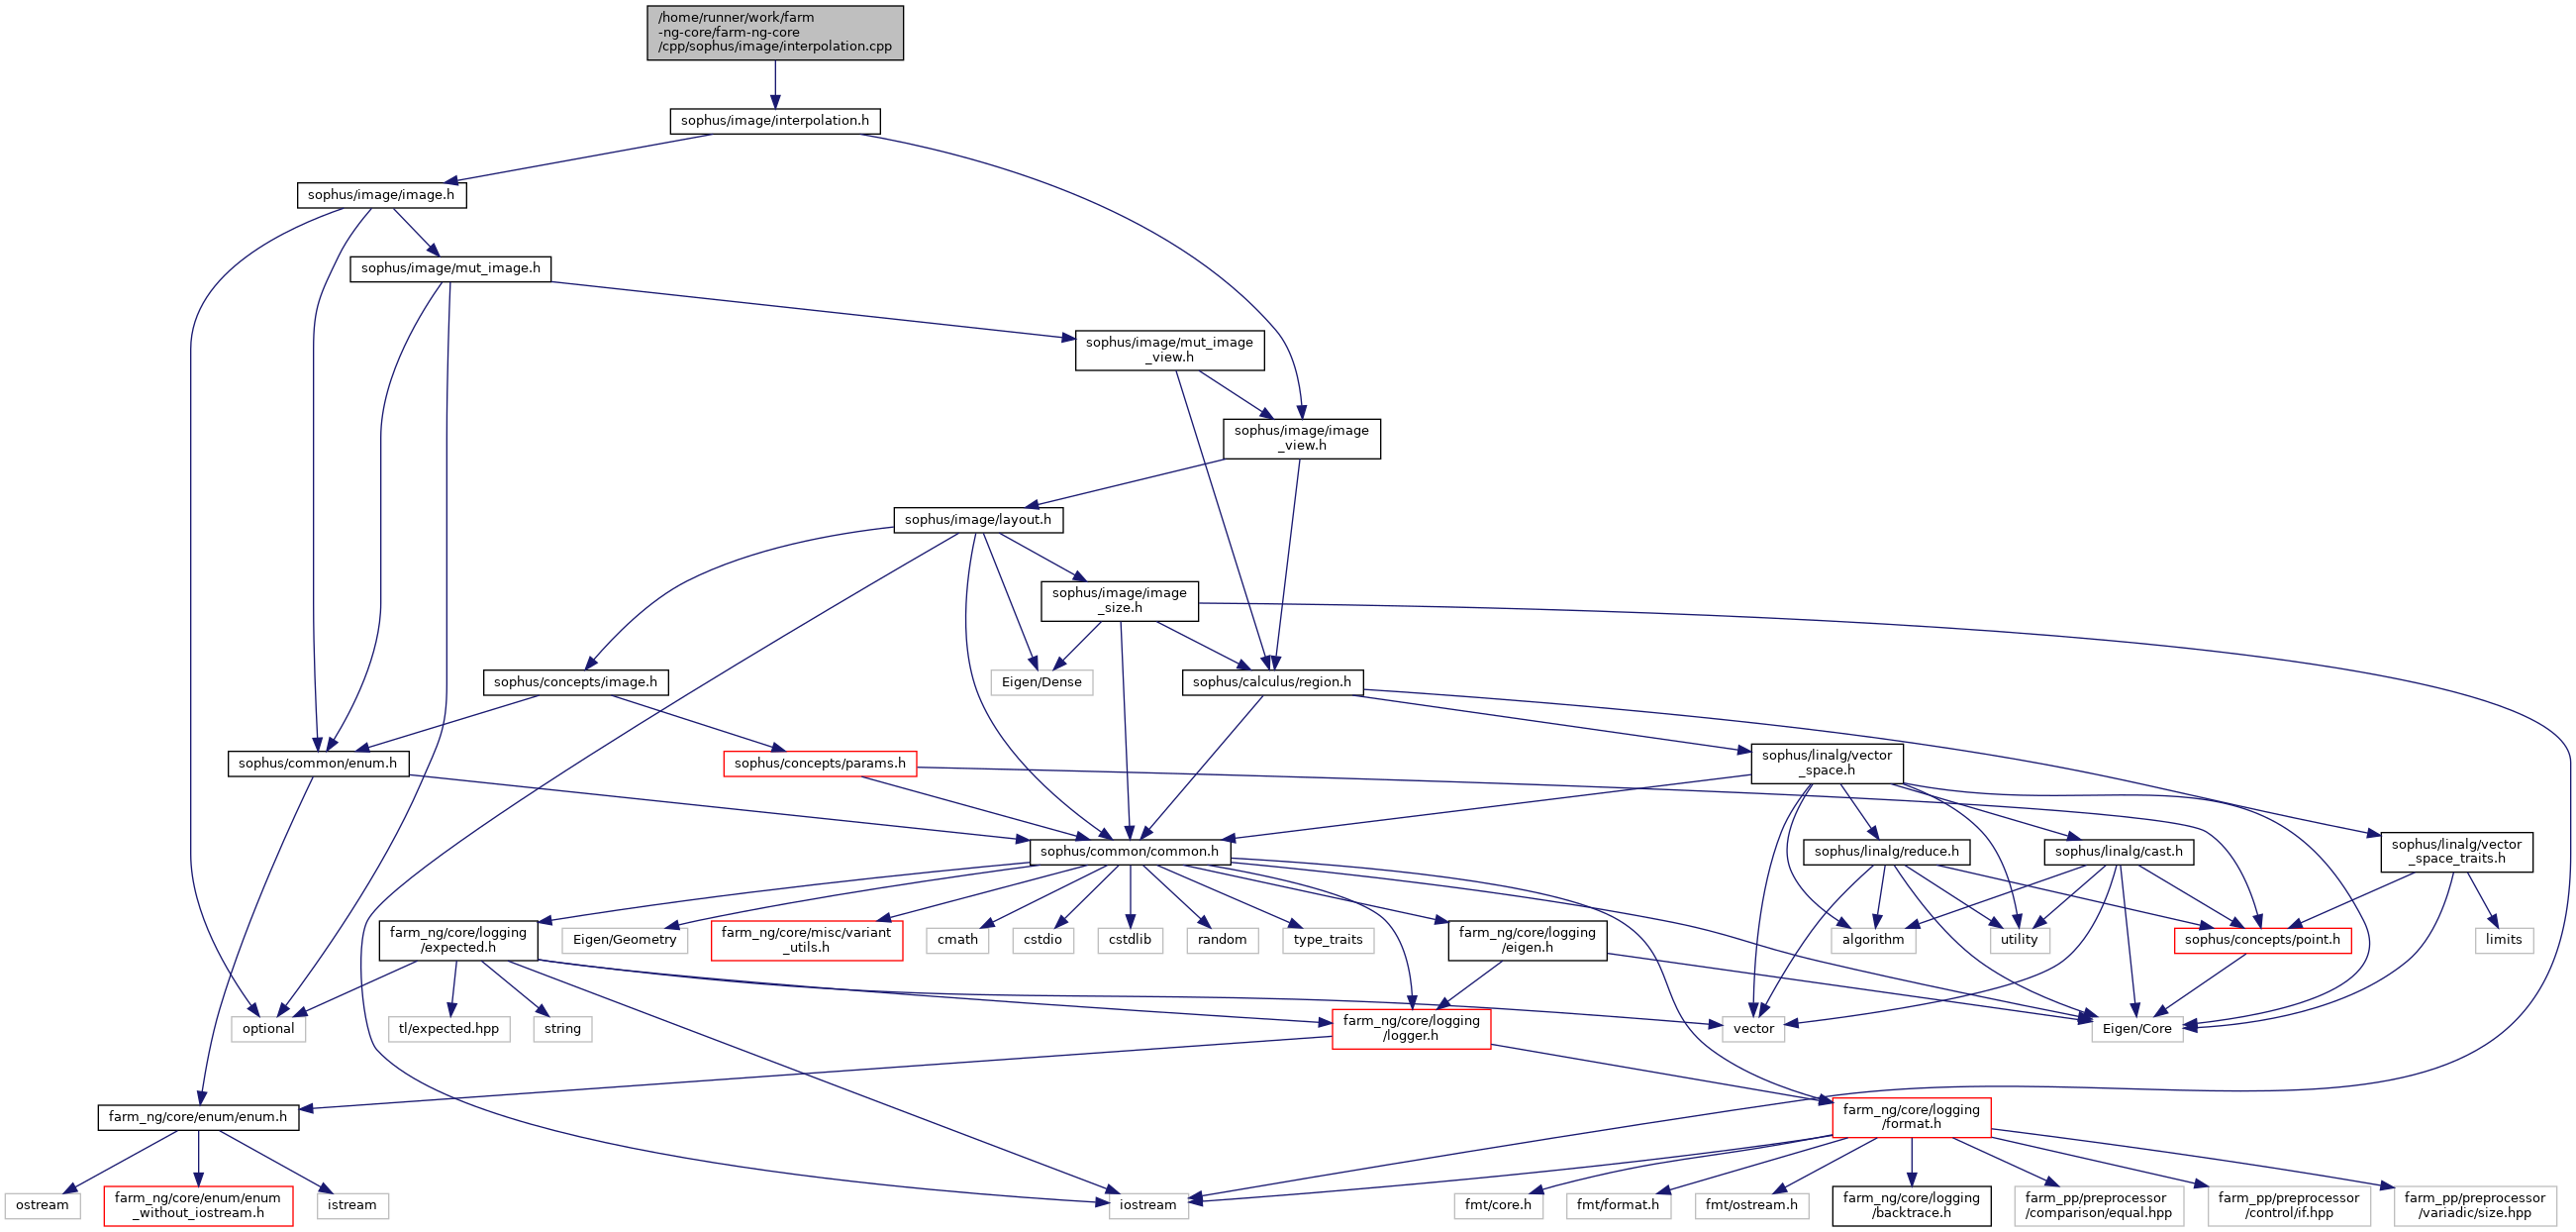 /home/runner/work/farm
-ng-core/farm-ng-core
/cpp/sophus/image/interpolation.cpp
sophus/image/interpolation.h
sophus/image/image.h
sophus/image/mut_image.h
sophus/image/mut_image
_view.h
sophus/image/image
_view.h
sophus/image/layout.h
sophus/image/image
_size.h
sophus/concepts/image.h
Eigen/Dense
sophus/calculus/region.h
sophus/common/enum.h
sophus/concepts/params.h
sophus/linalg/vector
_space.h
sophus/common/common.h
sophus/linalg/reduce.h
sophus/linalg/cast.h
sophus/linalg/vector
_space_traits.h
farm_ng/core/logging
/expected.h
Eigen/Geometry
farm_ng/core/misc/variant
_utils.h
cmath
cstdio
cstdlib
random
type_traits
farm_ng/core/logging
/eigen.h
algorithm
utility
sophus/concepts/point.h
limits
optional
tl/expected.hpp
string
farm_ng/core/logging
/logger.h
vector
Eigen/Core
farm_ng/core/enum/enum.h
farm_ng/core/logging
/format.h
ostream
farm_ng/core/enum/enum
_without_iostream.h
istream
iostream
fmt/core.h
fmt/format.h
fmt/ostream.h
farm_ng/core/logging
/backtrace.h
farm_pp/preprocessor
/comparison/equal.hpp
farm_pp/preprocessor
/control/if.hpp
farm_pp/preprocessor
/variadic/size.hpp